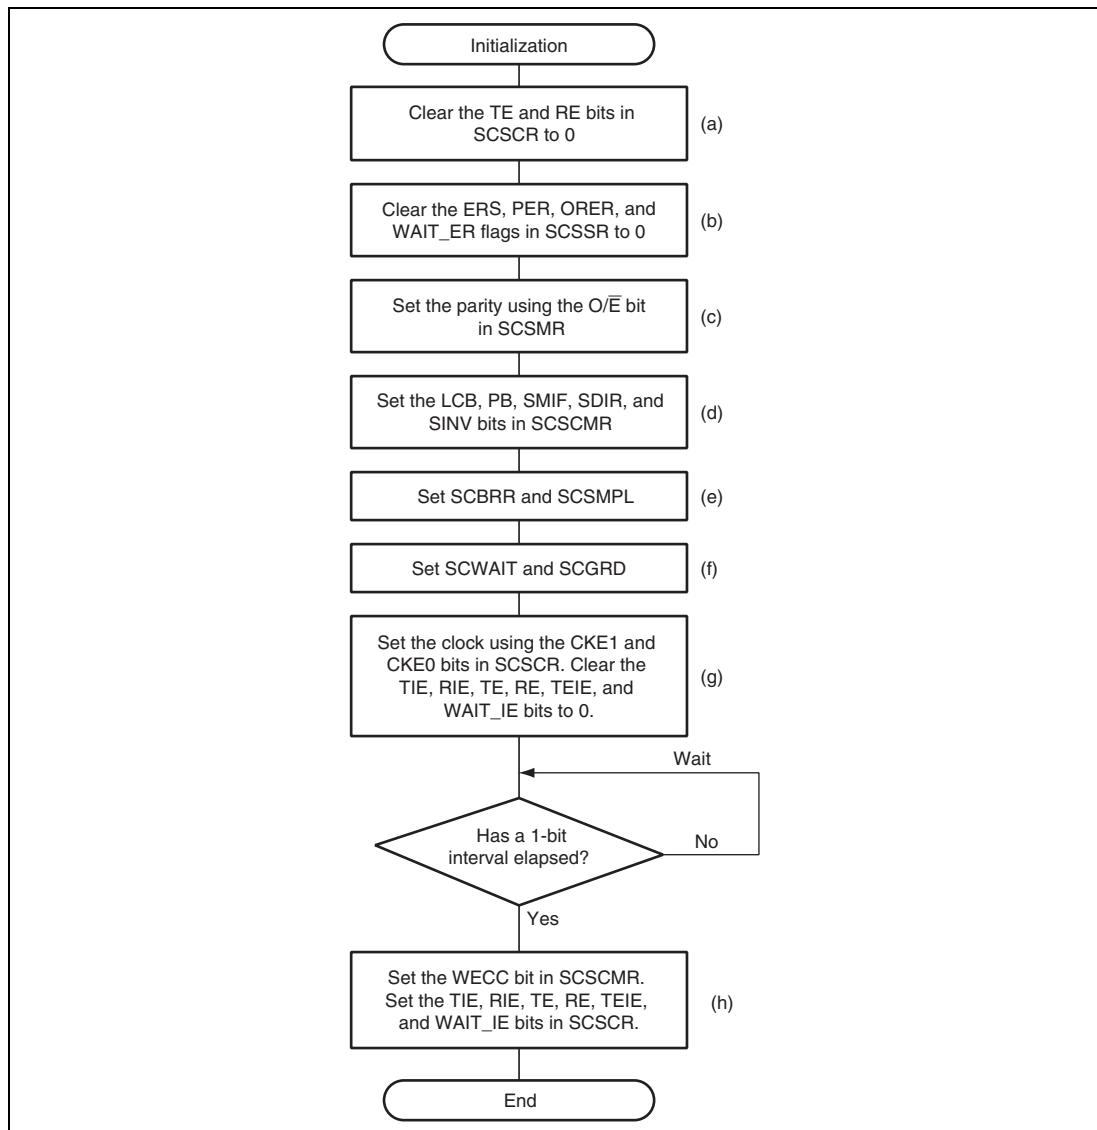 Initialization
Clear the TE and RE bits in
SCSCR to 0
(a)
Clear the ERS, PER, ORER, and
WAIT_ER flags in SCSSR to 0
(b)
Set the parity using the O/E̅ bit
in SCSMR
(c)
Set the LCB, PB, SMIF, SDIR, and
SINV bits in SCSCMR
(d)
Set SCBRR and SCSMPL
(e)
Set SCWAIT and SCGRD
(f)
Set the clock using the CKE1 and
CKE0 bits in SCSCR. Clear the
TIE, RIE, TE, RE, TEIE, and
WAIT_IE bits to 0.
(g)
Wait
Has a 1-bit
interval elapsed?
No
Yes
Set the WECC bit in SCSCMR.
Set the TIE, RIE, TE, RE, TEIE,
and WAIT_IE bits in SCSCR.
(h)
End